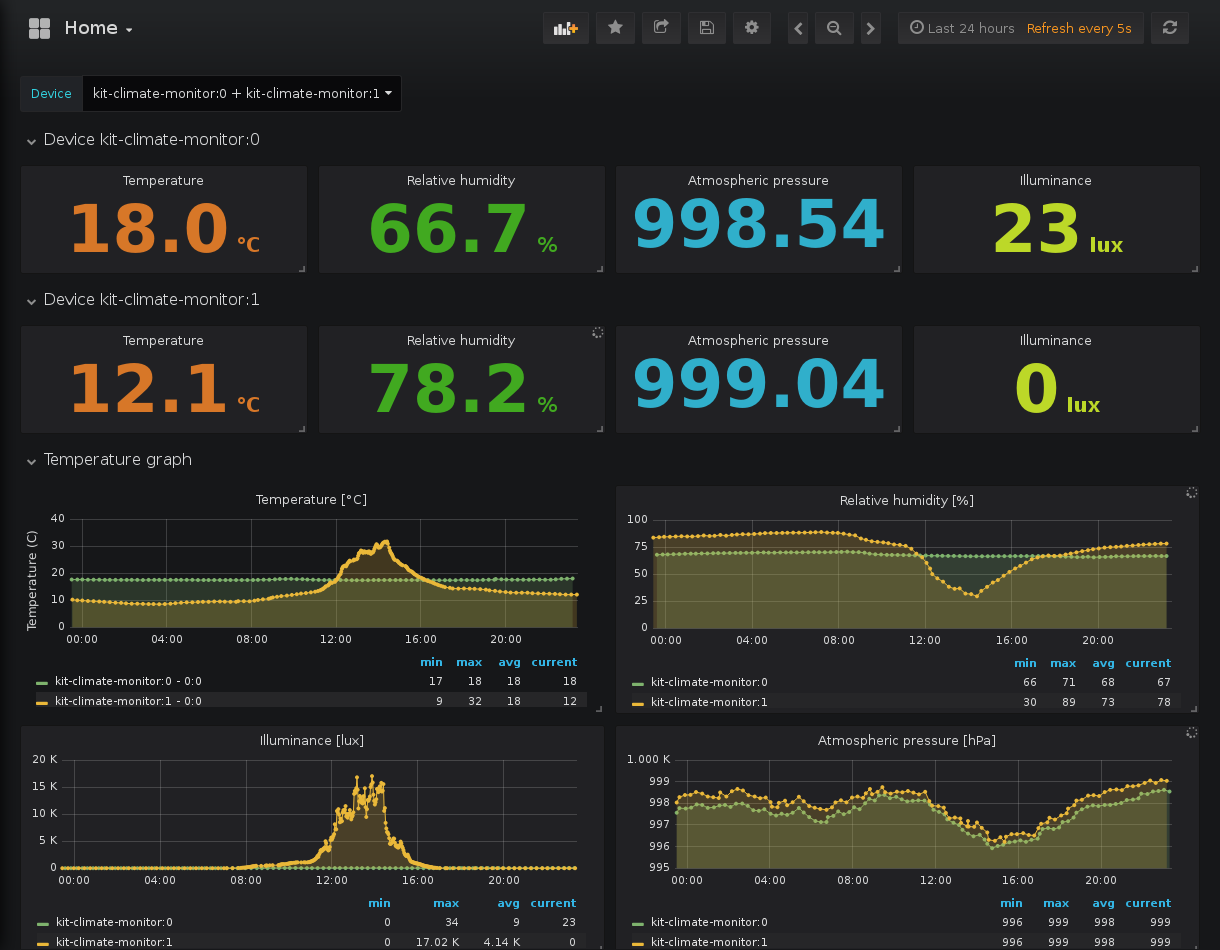 Home
Last 24 hours Refresh every 5s
Device kit-climate-monitor:0 + kit-climate-monitor:1
Device kit-climate-monitor:0
Temperature Relative humidity Atmospheric pressure Illuminance
18.0 °C 66.7 % 998.54 23 lux
Device kit-climate-monitor:1
Temperature Relative humidity Atmospheric pressure Illuminance
12.1 °C 78.2 % 999.04 0 lux
Temperature graph
Temperature [°C]
Temperature (C)
40
30
20
10
0
00:00 04:00 08:00 12:00 16:00 20:00
min max avg current
kit-climate-monitor:0 - 0:0 17 18 18 18
kit-climate-monitor:1 - 0:0 9 32 18 12
Relative humidity [%]
100
75
50
25
0
00:00 04:00 08:00 12:00 16:00 20:00
min max avg current
kit-climate-monitor:0 66 71 68 67
kit-climate-monitor:1 30 89 73 78
Illuminance [lux]
20 K
15 K
10 K
5 K
0
00:00 04:00 08:00 12:00 16:00 20:00
min max avg current
kit-climate-monitor:0 0 34 9 23
kit-climate-monitor:1 0 17.02 K 4.14 K 0
Atmospheric pressure [hPa]
1.000 K
999
998
997
996
995
00:00 04:00 08:00 12:00 16:00 20:00
min max avg current
kit-climate-monitor:0 996 999 998 999
kit-climate-monitor:1 996 999 998 999